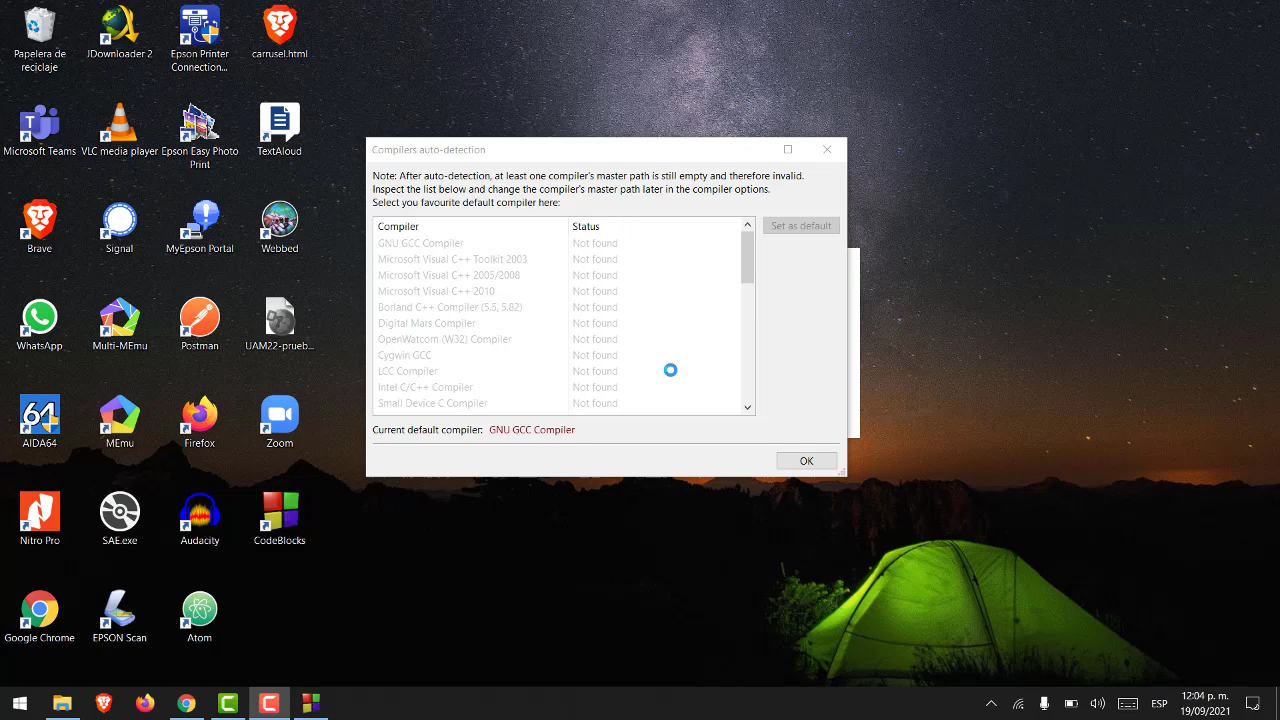 Papelera de
reciclaje
JDownloader 2
Epson Printer
Connection...
carrusel.html
Microsoft Teams
VLC media player
Epson Easy Photo
Print
TextAloud
Brave
Signal
MyEpson Portal
Webbed
WhatsApp
Multi-MEmu
Postman
UAM22-prueb...
64
AIDA64
MEmu
Firefox
Zoom
Nitro Pro
SAE.exe
Audacity
CodeBlocks
Google Chrome
EPSON Scan
Atom
Compilers auto-detection
Note: After auto-detection, at least one compiler's master path is still empty and therefore invalid.
Inspect the list below and change the compiler's master path later in the compiler options.
Select you favourite default compiler here:
Compiler Status
GNU GCC Compiler Not found
Microsoft Visual C++ Toolkit 2003 Not found
Microsoft Visual C++ 2005/2008 Not found
Microsoft Visual C++ 2010 Not found
Borland C++ Compiler (5.5, 5.82) Not found
Digital Mars Compiler Not found
OpenWatcom (W32) Compiler Not found
Cygwin GCC Not found
LCC Compiler Not found
Intel C/C++ Compiler Not found
Small Device C Compiler Not found
Set as default
Current default compiler: GNU GCC Compiler
OK
ESP
12:04 p. m.
19/09/2021